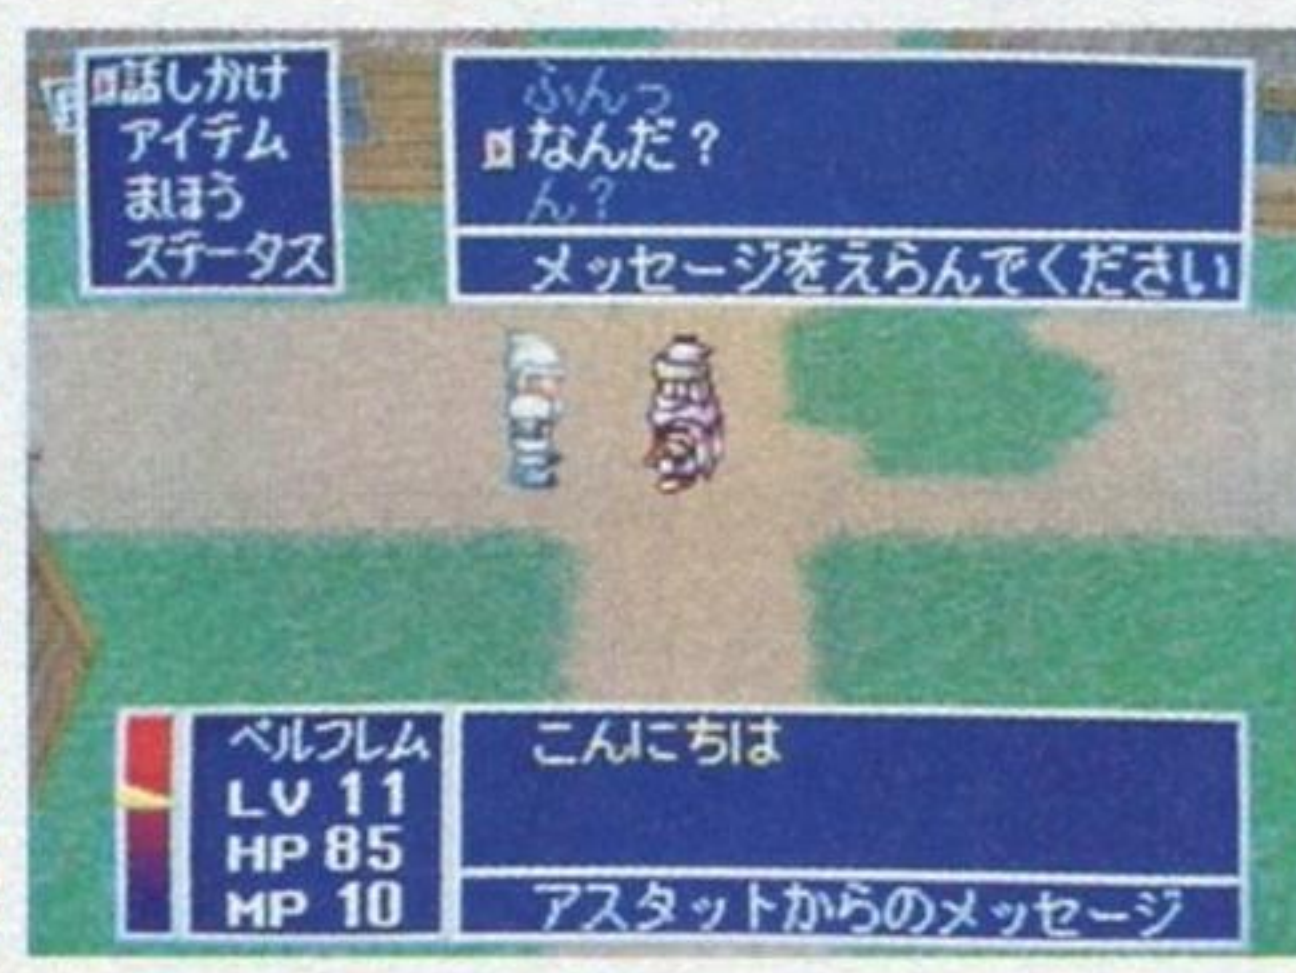 話しかけ
アイテム
まほう
ステータス
ふんっ
なんだ？
ん？
メッセージをえらんでください
ベルフレム
LV 11
HP 85
MP 10
こんにちは
アスタットからのメッセージ